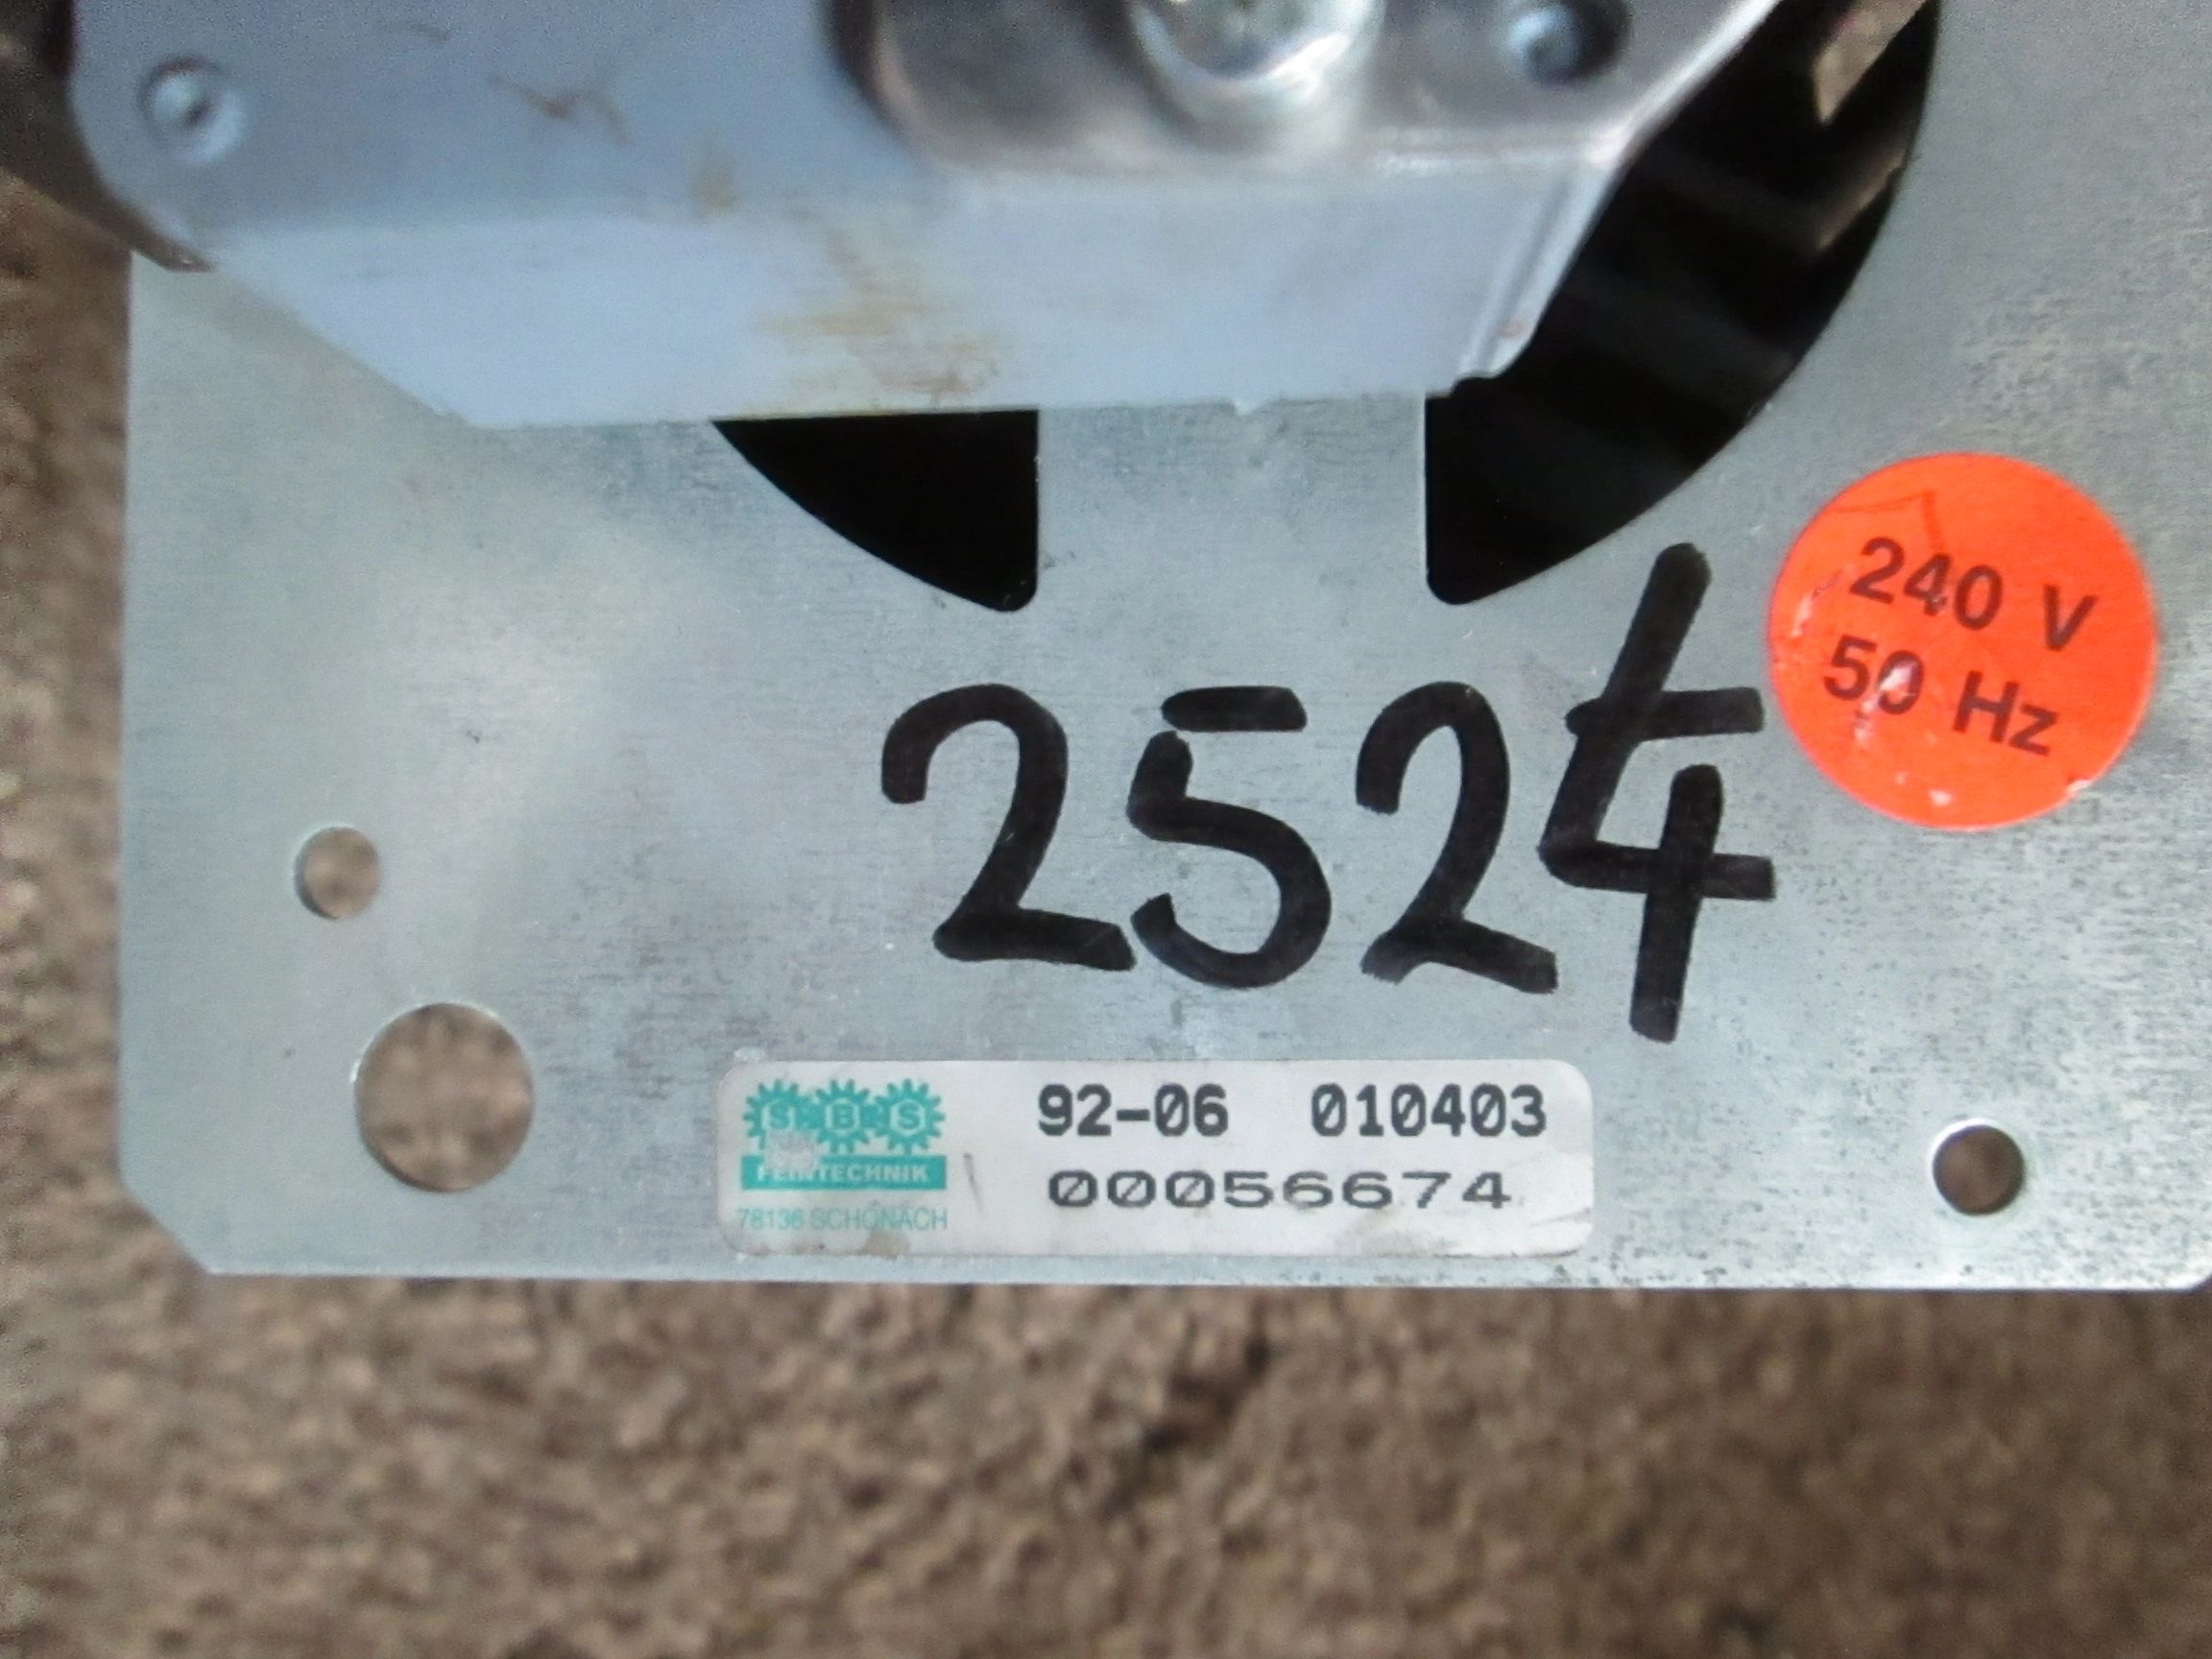 240 V
50 Hz
2524
S B S
FEINTECHNIK
78136 SCHONACH
92-06 010403
00056674